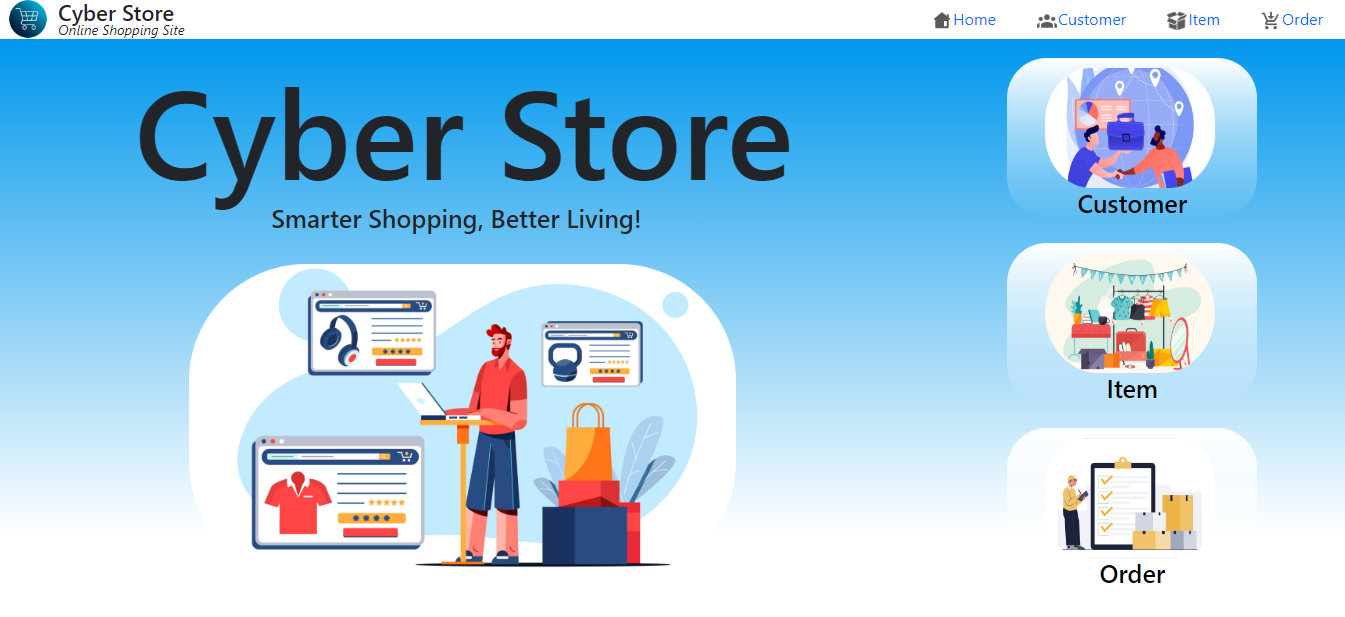 Cyber Store
Online Shopping Site
Home
Customer
Item
Order
Cyber Store
Smarter Shopping, Better Living!
Customer
Item
Order